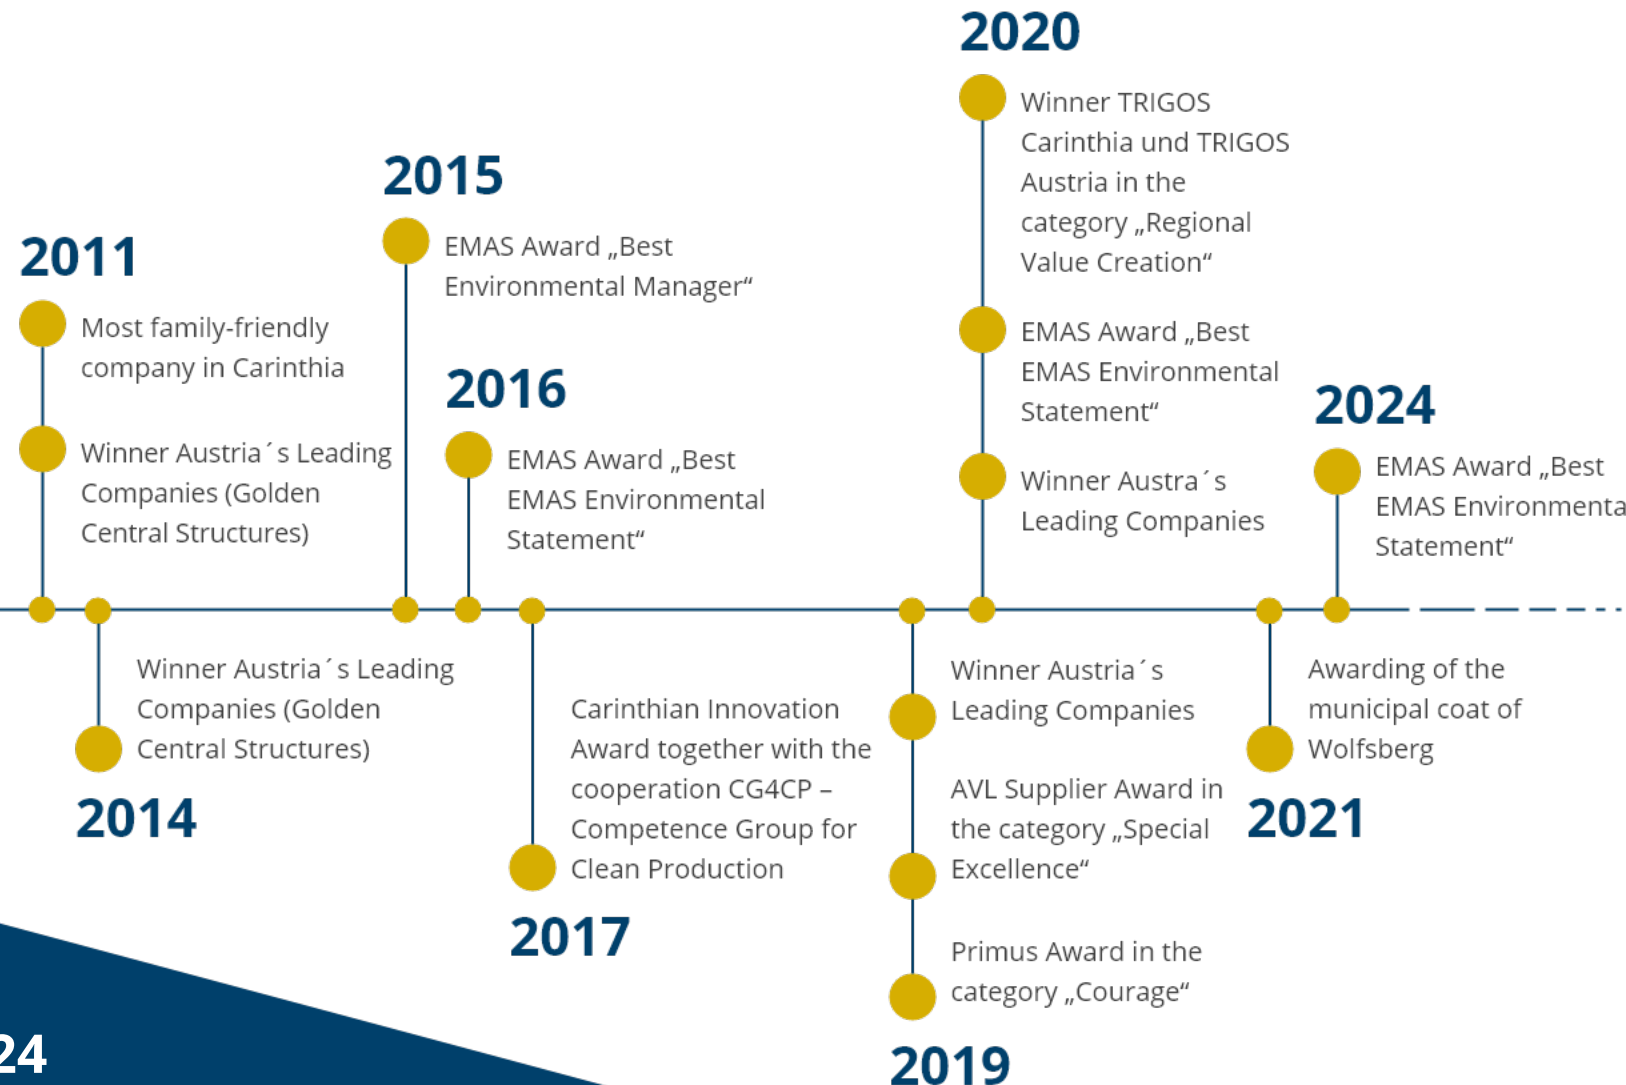 2011
Most family-friendly
company in Carinthia
Winner Austria´s Leading
Companies (Golden
Central Structures)
2014
Winner Austria´s Leading
Companies (Golden
Central Structures)
2015
EMAS Award „Best
Environmental Manager“
2016
EMAS Award „Best
EMAS Environmental
Statement“
2017
Carinthian Innovation
Award together with the
cooperation CG4CP –
Competence Group for
Clean Production
2019
Winner Austria´s
Leading Companies
AVL Supplier Award in
the category „Special
Excellence“
Primus Award in the
category „Courage“
2020
Winner TRIGOS
Carinthia und TRIGOS
Austria in the
category „Regional
Value Creation“
EMAS Award „Best
EMAS Environmental
Statement“
Winner Austra´s
Leading Companies
2021
Awarding of the
municipal coat of
Wolfsberg
2024
EMAS Award „Best
EMAS Environmenta
Statement“
24